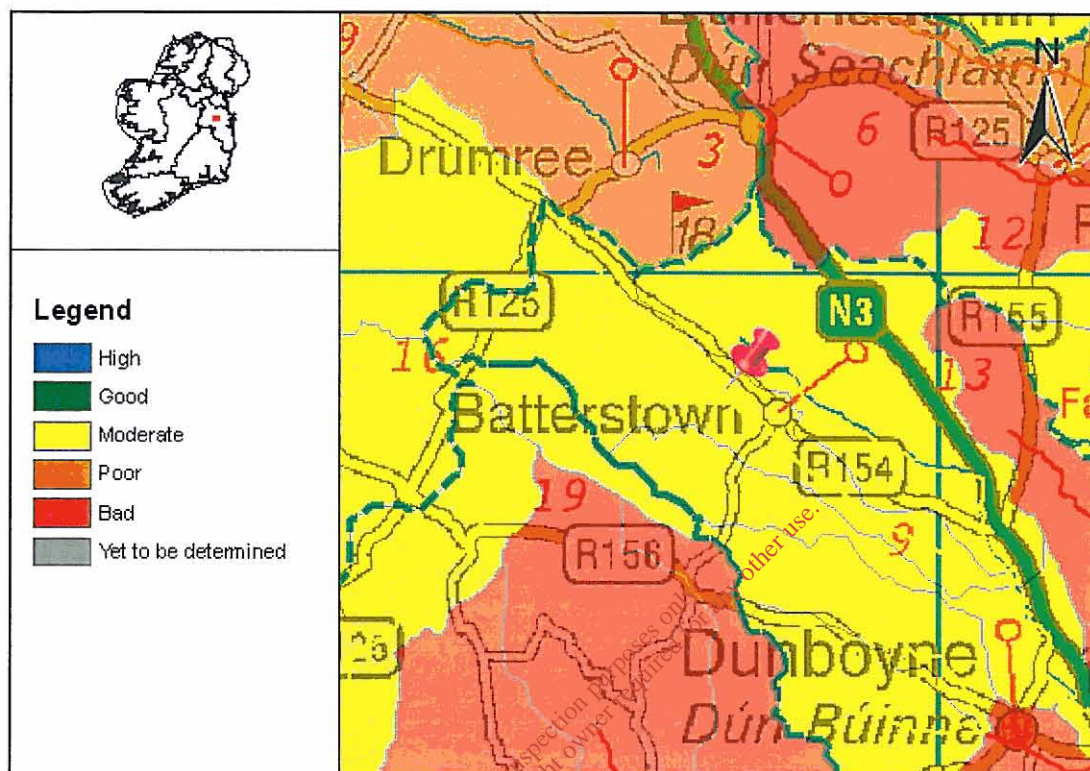 Legend
High
Good
Moderate
Poor
Bad
Yet to be determined
N
9
Dún Seachlainn
6
R125
Drumree
3
18
12
R125
N3
R155
16
13
Batterstown
R154
19
9
R156
other use.
Dunboyne
Dún Búinne